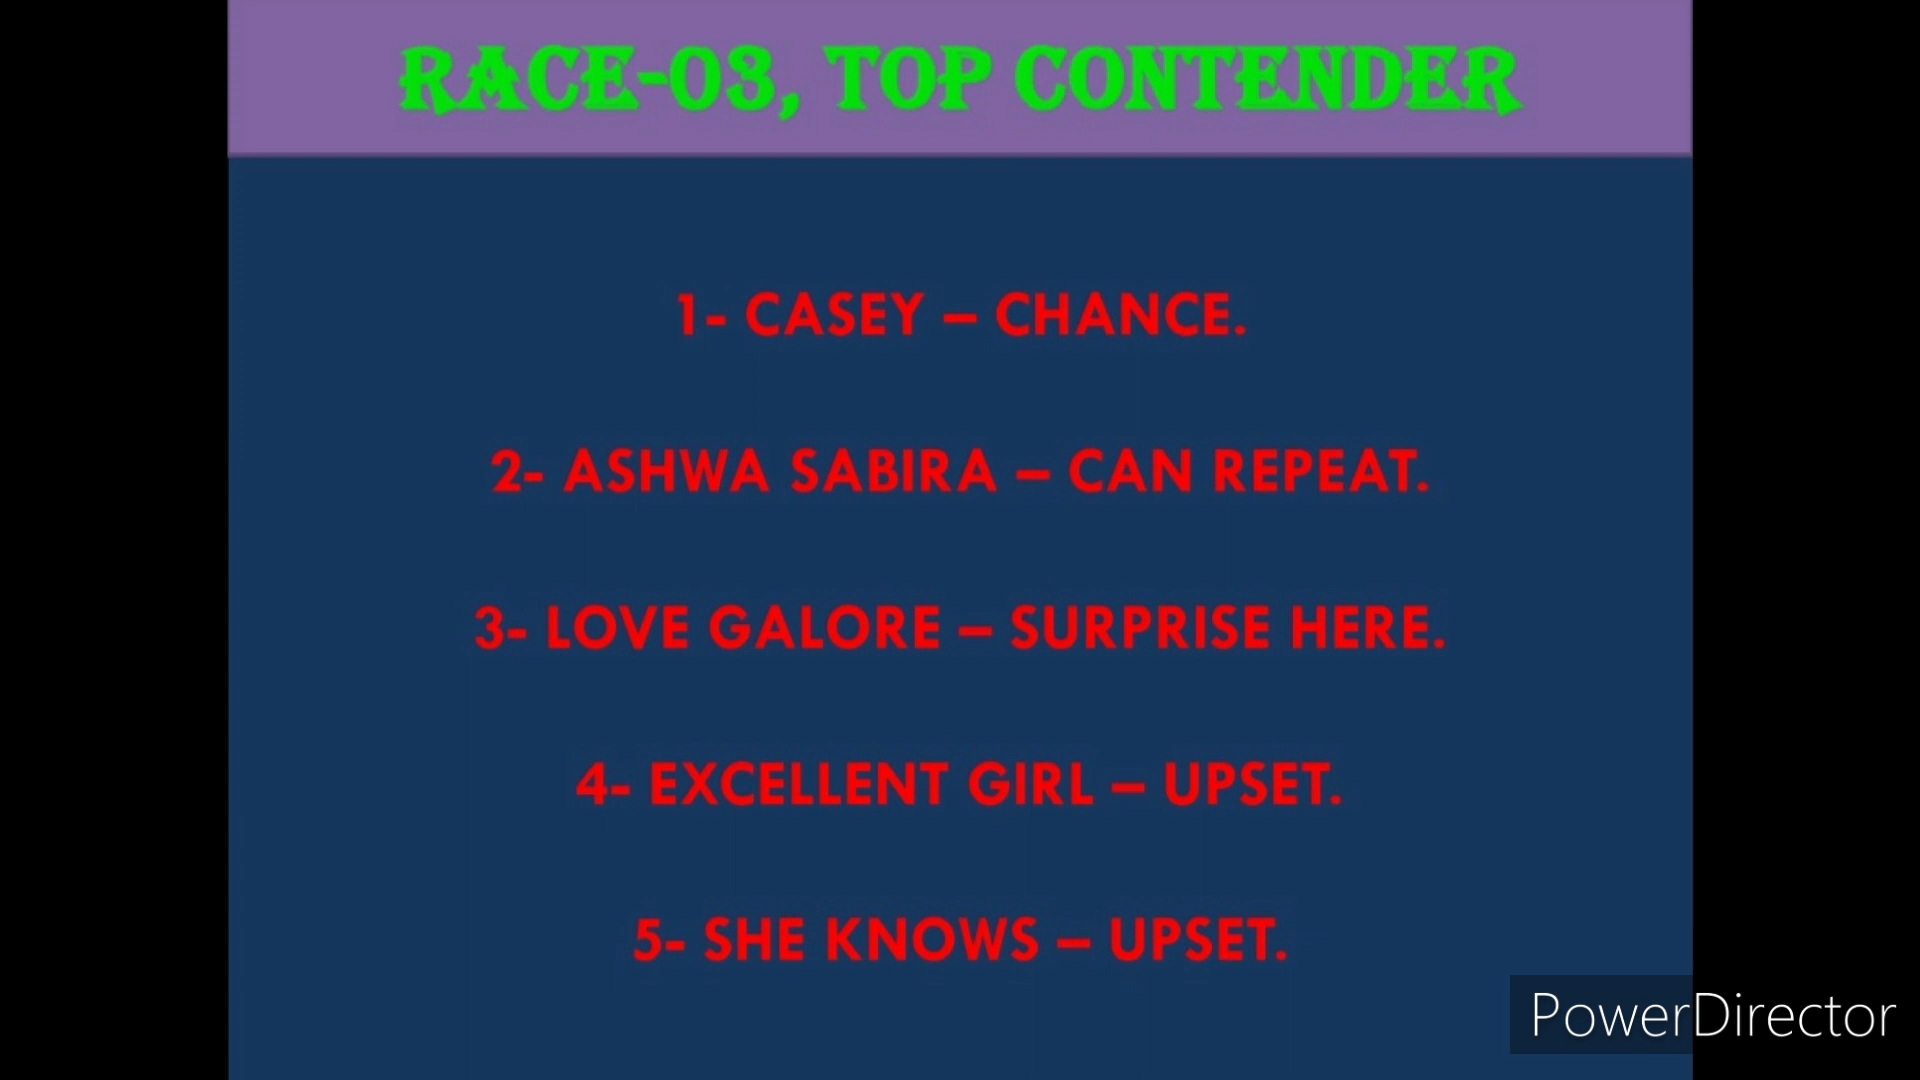 RACE-03, TOP CONTENDER
1- CASEY – CHANCE.
2- ASHWA SABIRA – CAN REPEAT.
3- LOVE GALORE – SURPRISE HERE.
4- EXCELLENT GIRL – UPSET.
5- SHE KNOWS – UPSET.
PowerDirector